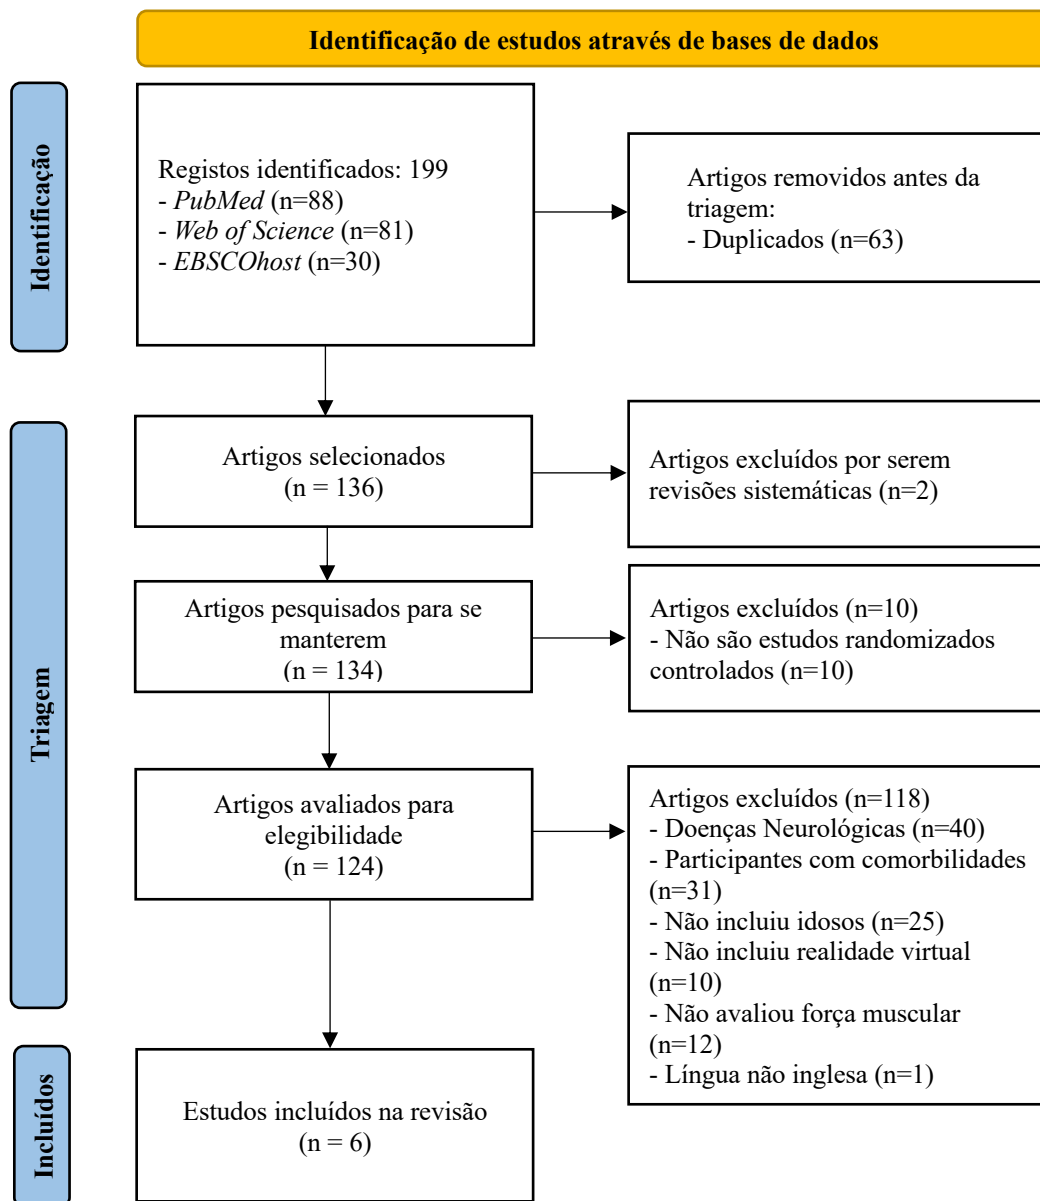 Identificação de estudos através de bases de dados
Identificação
Registos identificados: 199
- PubMed (n=88)
- Web of Science (n=81)
- EBSCOhost (n=30)
Artigos removidos antes da
triagem:
- Duplicados (n=63)
Triagem
Artigos selecionados
(n = 136)
Artigos excluídos por serem
revisões sistemáticas (n=2)
Artigos pesquisados para se
manterem
(n = 134)
Artigos excluídos (n=10)
- Não são estudos randomizados
controlados (n=10)
Artigos avaliados para
elegibilidade
(n = 124)
Artigos excluídos (n=118)
- Doenças Neurológicas (n=40)
- Participantes com comorbilidades
(n=31)
- Não incluiu idosos (n=25)
- Não incluiu realidade virtual
(n=10)
- Não avaliou força muscular
(n=12)
- Língua não inglesa (n=1)
Incluídos
Estudos incluídos na revisão
(n = 6)